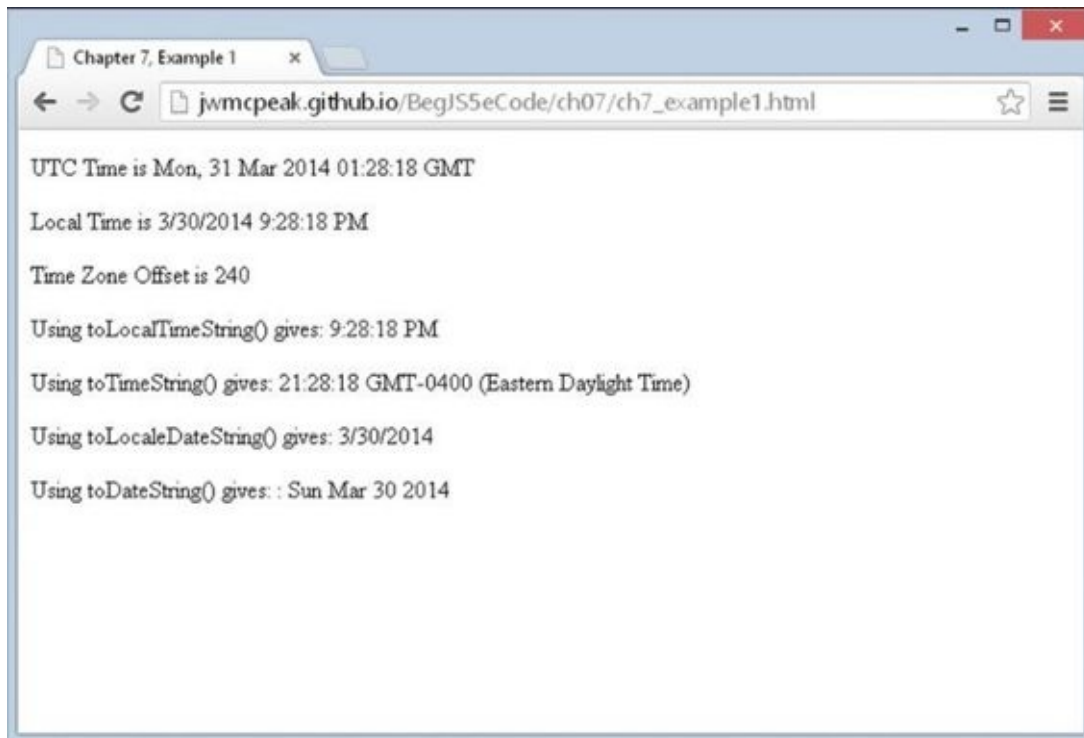 Chapter 7, Example 1
jwmcpeak.github.io/BegJS5eCode/ch07/ch7_example1.html
UTC Time is Mon, 31 Mar 2014 01:28:18 GMT
Local Time is 3/30/2014 9:28:18 PM
Time Zone Offset is 240
Using toLocalTimeString() gives: 9:28:18 PM
Using toTimeString() gives: 21:28:18 GMT-0400 (Eastern Daylight Time)
Using toLocaleDateString() gives: 3/30/2014
Using toDateString() gives: : Sun Mar 30 2014